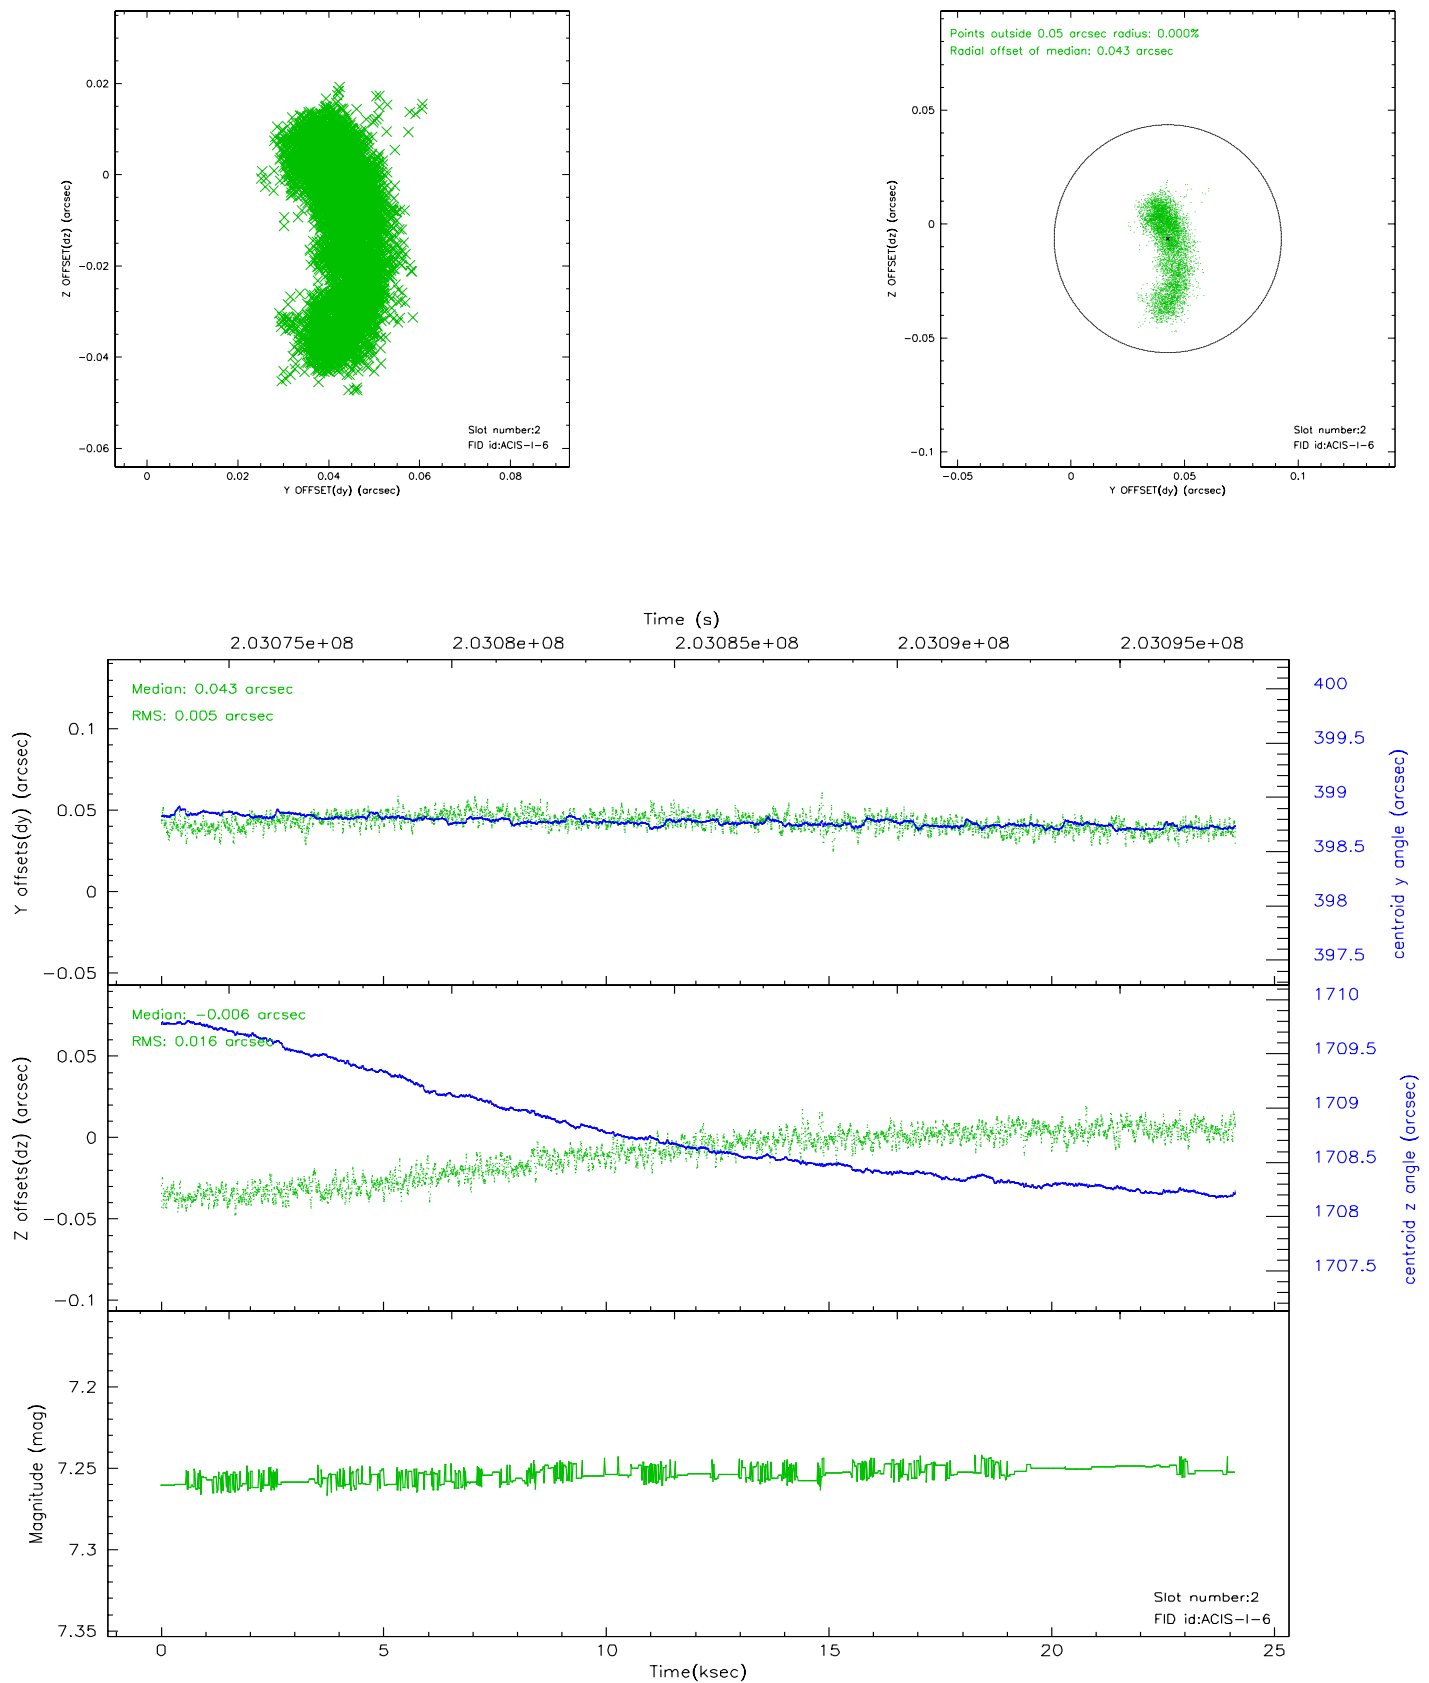 0.02
0
-0.02
-0.04
-0.06
Z OFFSET(dz) (arcsec)
Slot number:2
FID id:ACIS-I-6
0
0.02
0.04
0.06
0.08
Y OFFSET(dy) (arcsec)
Points outside 0.05 arcsec radius: 0.000%
Radial offset of median: 0.043 arcsec
0.05
0
-0.05
-0.1
Z OFFSET(dz) (arcsec)
Slot number:2
FID id:ACIS-I-6
-0.05
0
0.05
0.1
Y OFFSET(dy) (arcsec)
Time (s)
2.03075e+08
2.0308e+08
2.03085e+08
2.0309e+08
2.03095e+08
Median: 0.043 arcsec
RMS: 0.005 arcsec
0.1
0.05
0
-0.05
Y offsets(dy) (arcsec)
400
399.5
399
398.5
398
397.5
centroid y angle (arcsec)
Median: -0.006 arcsec
RMS: 0.016 arcsec
0.05
0
-0.05
-0.1
Z offsets(dz) (arcsec)
1710
1709.5
1709
1708.5
1708
1707.5
centroid z angle (arcsec)
7.2
7.25
7.3
7.35
Magnitude (mag)
Slot number:2
FID id:ACIS-I-6
0
5
10
15
20
25
Time(ksec)